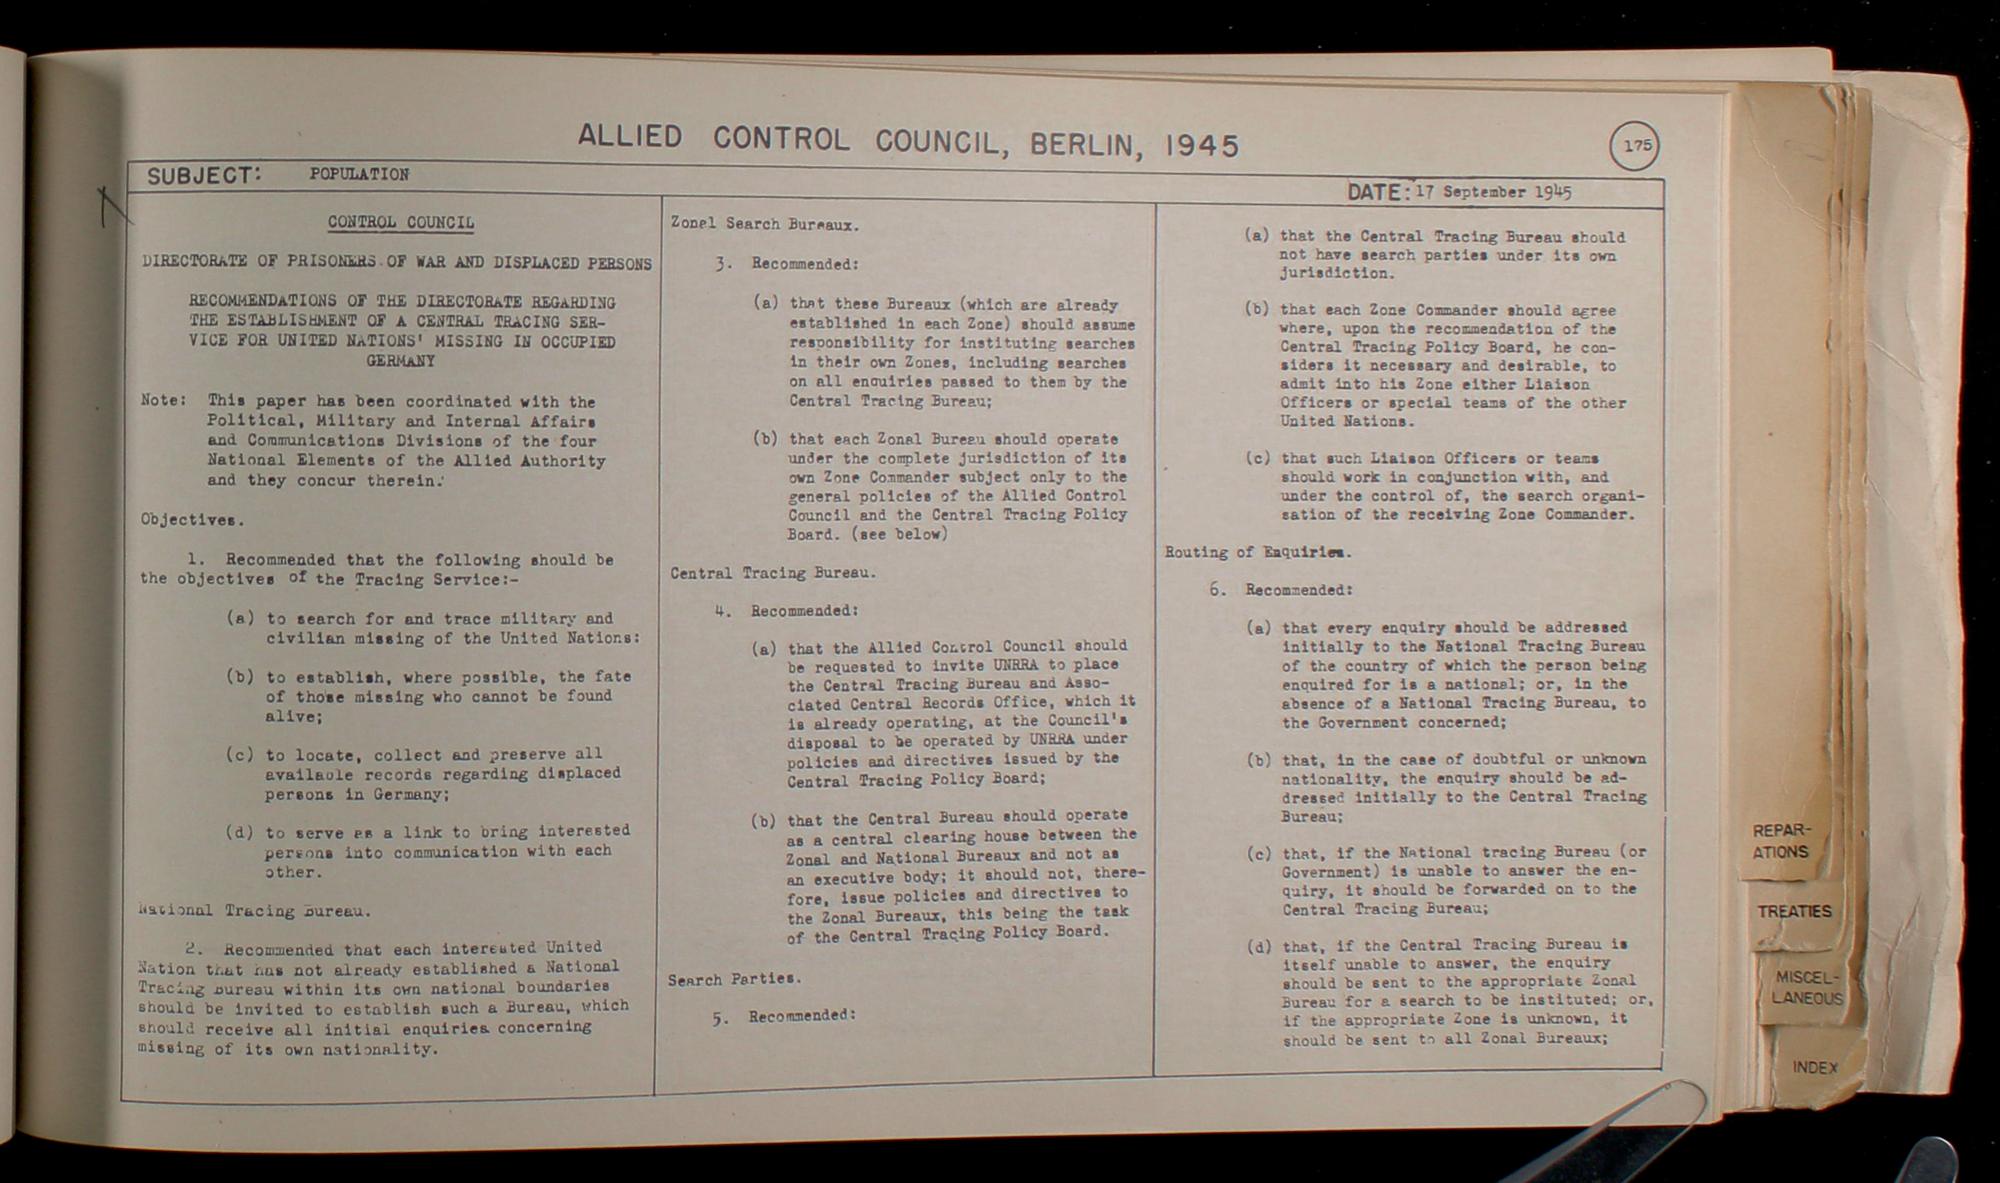 ALLIED CONTROL COUNCIL, BERLIN, 1945
175
SUBJECT: POPULATION
DATE: 17 September 1945
CONTROL COUNCIL
DIRECTORATE OF PRISONERS OF WAR AND DISPLACED PERSONS
RECOMMENDATIONS OF THE DIRECTORATE REGARDING
THE ESTABLISHMENT OF A CENTRAL TRACING SER-
VICE FOR UNITED NATIONS' MISSING IN OCCUPIED
GERMANY
Note: This paper has been coordinated with the
Political, Military and Internal Affairs
and Communications Divisions of the four
National Elements of the Allied Authority
and they concur therein.
Objectives.
1. Recommended that the following should be
the objectives of the Tracing Service:-
(a) to search for and trace military and
civilian missing of the United Nations:
(b) to establish, where possible, the fate
of those missing who cannot be found
alive;
(c) to locate, collect and preserve all
available records regarding displaced
persons in Germany;
(d) to serve as a link to bring interested
persons into communication with each
other.
National Tracing Bureau.
2. Recommended that each interested United
Nation that has not already established a National
Tracing Bureau within its own national boundaries
should be invited to establish such a Bureau, which
should receive all initial enquiries concerning
missing of its own nationality.
Zonal Search Bureaux.
3. Recommended:
(a) that these Bureaux (which are already
established in each Zone) should assume
responsibility for instituting searches
in their own Zones, including searches
on all enquiries passed to them by the
Central Tracing Bureau;
(b) that each Zonal Bureau should operate
under the complete jurisdiction of its
own Zone Commander subject only to the
general policies of the Allied Control
Council and the Central Tracing Policy
Board. (see below)
Central Tracing Bureau.
4. Recommended:
(a) that the Allied Control Council should
be requested to invite UNRRA to place
the Central Tracing Bureau and Asso-
ciated Central Records Office, which it
is already operating, at the Council's
disposal to be operated by UNRRA under
policies and directives issued by the
Central Tracing Policy Board;
(b) that the Central Bureau should operate
as a central clearing house between the
Zonal and National Bureaux and not as
an executive body; it should not, there-
fore, issue policies and directives to
the Zonal Bureaux, this being the task
of the Central Tracing Policy Board.
Search Parties.
5. Recommended:
(a) that the Central Tracing Bureau should
not have search parties under its own
jurisdiction.
(b) that each Zone Commander should agree
where, upon the recommendation of the
Central Tracing Policy Board, he con-
siders it necessary and desirable, to
admit into his Zone either Liaison
Officers or special teams of the other
United Nations.
(c) that such Liaison Officers or teams
should work in conjunction with, and
under the control of, the search organi-
sation of the receiving Zone Commander.
Routing of Enquiries.
6. Recommended:
(a) that every enquiry should be addressed
initially to the National Tracing Bureau
of the country of which the person being
enquired for is a national; or, in the
absence of a National Tracing Bureau, to
the Government concerned;
(b) that, in the case of doubtful or unknown
nationality, the enquiry should be ad-
dressed initially to the Central Tracing
Bureau;
(c) that, if the National tracing Bureau (or
Government) is unable to answer the en-
quiry, it should be forwarded on to the
Central Tracing Bureau;
(d) that, if the Central Tracing Bureau is
itself unable to answer, the enquiry
should be sent to the appropriate Zonal
Bureau for a search to be instituted; or,
if the appropriate Zone is unknown, it
should be sent to all Zonal Bureaux;
REPAR-
ATIONS
TREATIES
MISCEL-
LANEOUS
INDEX